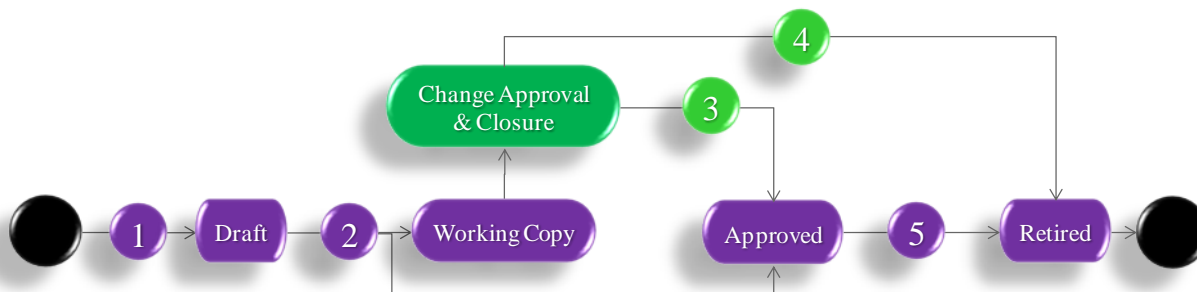 4
Change Approval
& Closure
3
1
Draft
2
Working Copy
Approved
5
Retired